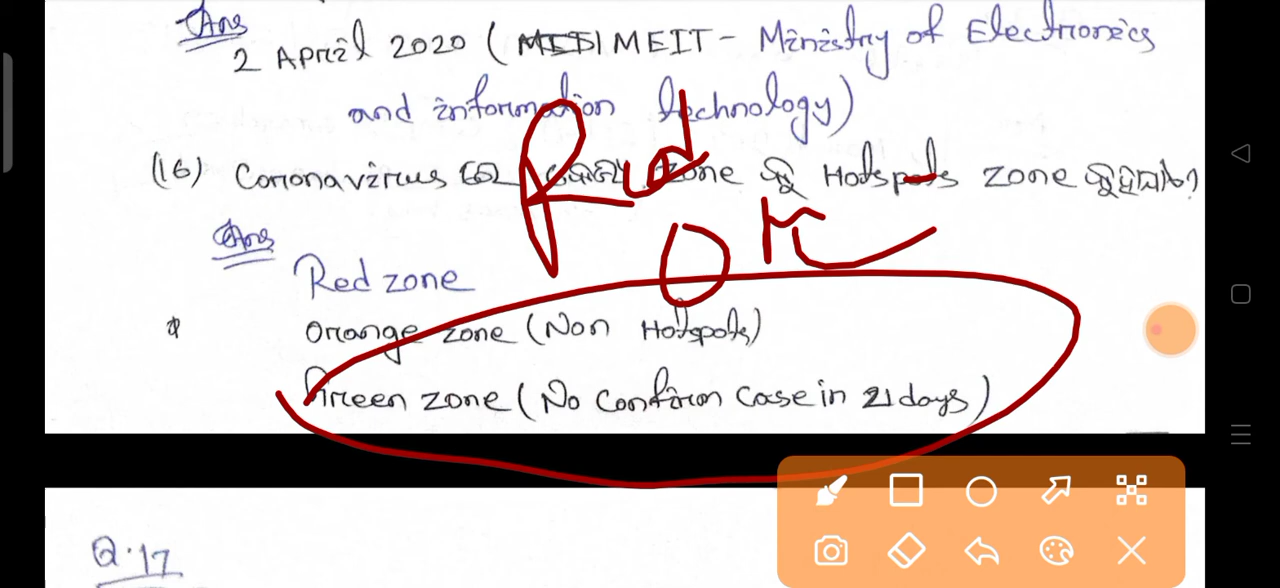 Ans
2 April 2020 ( MEIT - Ministry of Electronics
and information technology)
(16) Coronavirus ରେ କେଉଁ zone କୁ Hotspots zone କୁହାଯାଏ?
Ans
Red zone
Orange zone (Non Hotspots)
Green zone (No Confirm Case in 21 days)
Red
Or
Q.17